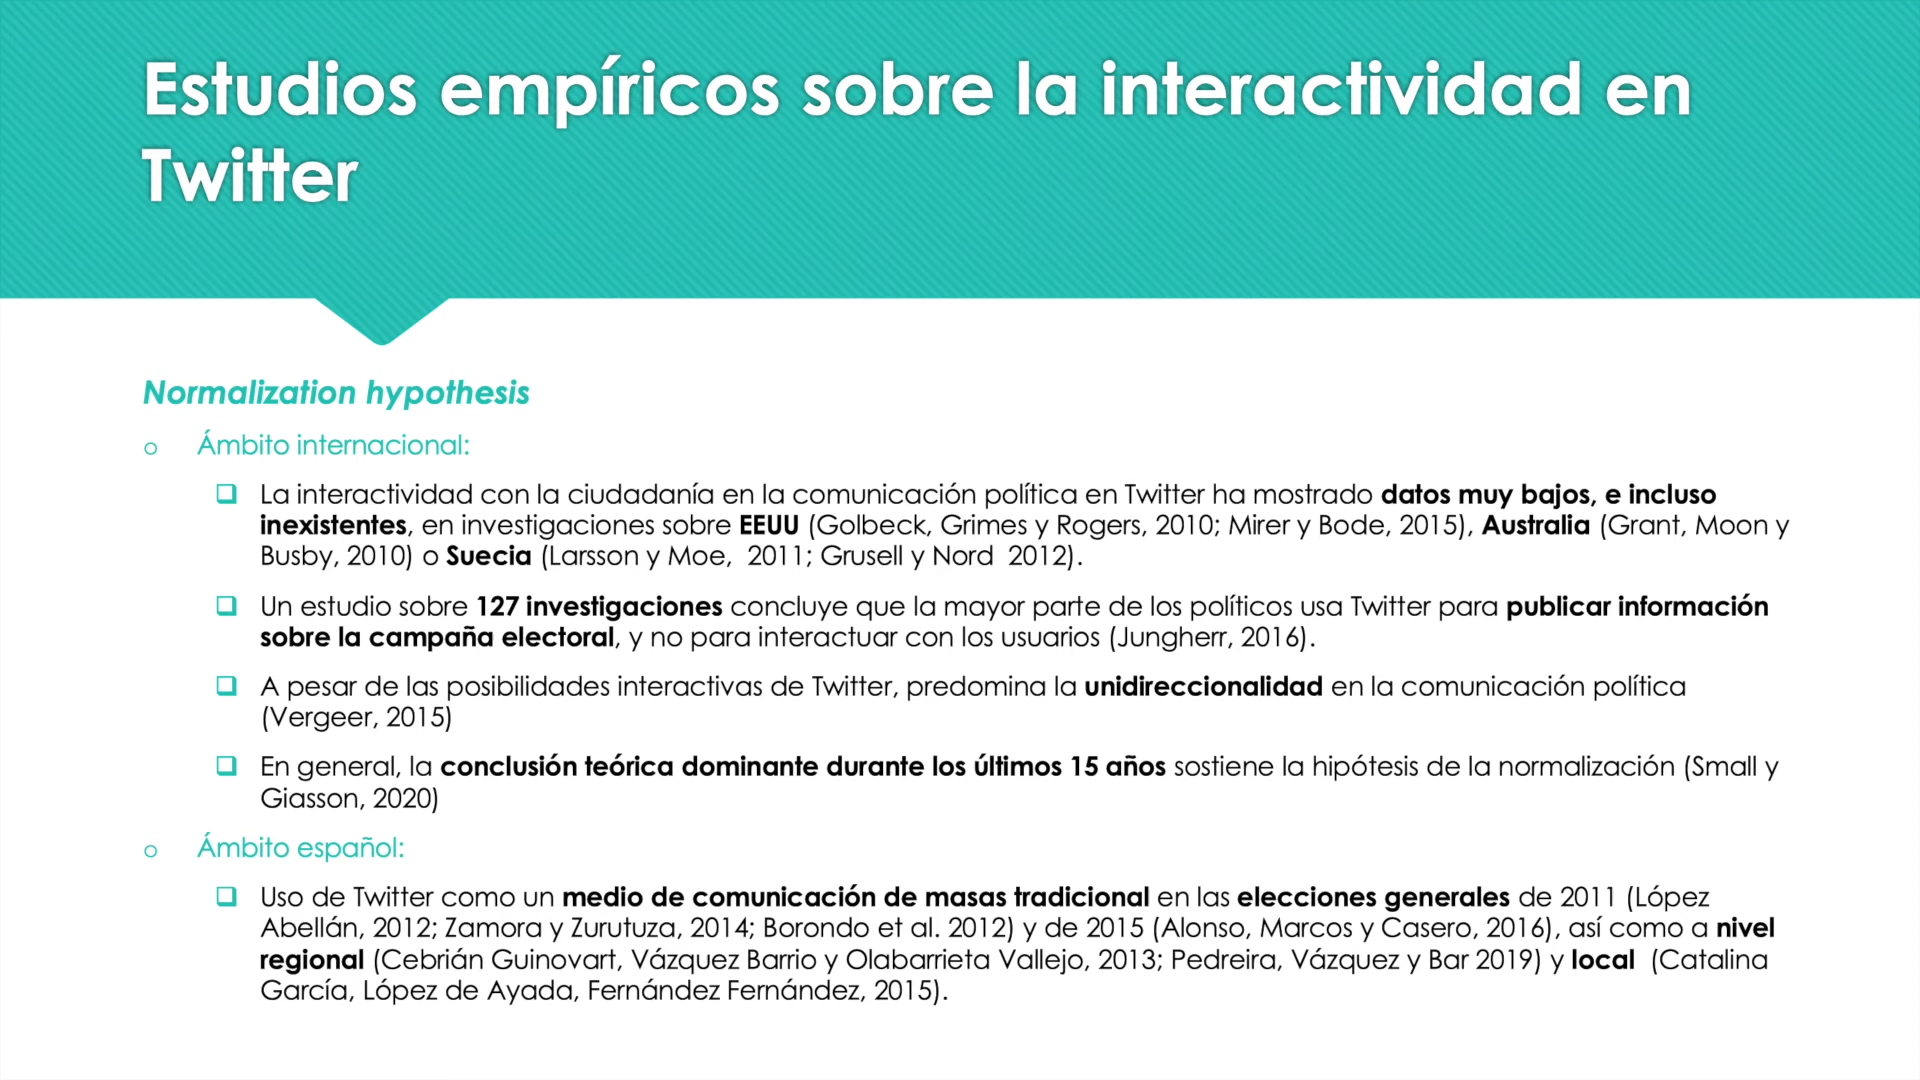 Estudios empíricos sobre la interactividad en
Twitter
Normalization hypothesis
o Ámbito internacional:
❑ La interactividad con la ciudadanía en la comunicación política en Twitter ha mostrado datos muy bajos, e incluso
inexistentes, en investigaciones sobre EEUU (Golbeck, Grimes y Rogers, 2010; Mirer y Bode, 2015), Australia (Grant, Moon y
Busby, 2010) o Suecia (Larsson y Moe,  2011; Grusell y Nord  2012).
❑ Un estudio sobre 127 investigaciones concluye que la mayor parte de los políticos usa Twitter para publicar información
sobre la campaña electoral, y no para interactuar con los usuarios (Jungherr, 2016).
❑ A pesar de las posibilidades interactivas de Twitter, predomina la unidireccionalidad en la comunicación política
(Vergeer, 2015)
❑ En general, la conclusión teórica dominante durante los últimos 15 años sostiene la hipótesis de la normalización (Small y
Giasson, 2020)
o Ámbito español:
❑ Uso de Twitter como un medio de comunicación de masas tradicional en las elecciones generales de 2011 (López
Abellán, 2012; Zamora y Zurutuza, 2014; Borondo et al. 2012) y de 2015 (Alonso, Marcos y Casero, 2016), así como a nivel
regional (Cebrián Guinovart, Vázquez Barrio y Olabarrieta Vallejo, 2013; Pedreira, Vázquez y Bar 2019) y local  (Catalina
García, López de Ayada, Fernández Fernández, 2015).